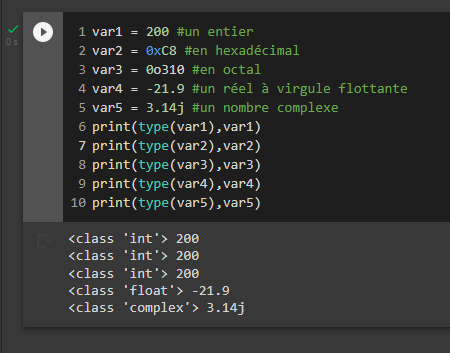 0 s
1 var1 = 200 #un entier
2 var2 = 0xC8 #en hexadécimal
3 var3 = 0o310 #en octal
4 var4 = -21.9 #un réel à virgule flottante
5 var5 = 3.14j #un nombre complexe
6 print(type(var1),var1)
7 print(type(var2),var2)
8 print(type(var3),var3)
9 print(type(var4),var4)
10 print(type(var5),var5)
<class 'int'> 200
<class 'int'> 200
<class 'int'> 200
<class 'float'> -21.9
<class 'complex'> 3.14j